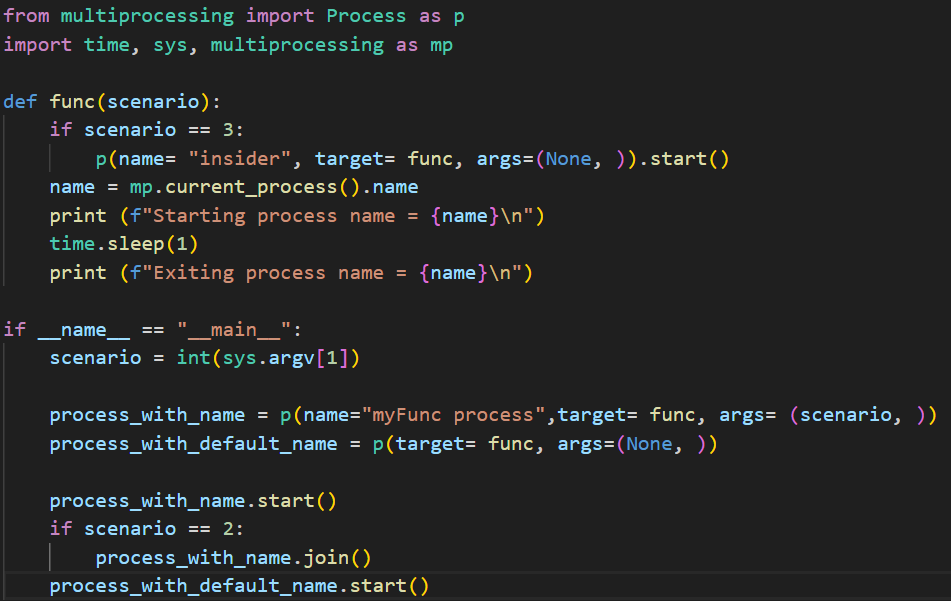 from multiprocessing import Process as p
import time, sys, multiprocessing as mp

def func(scenario):
    if scenario == 3:
        p(name= "insider", target= func, args=(None, )).start()
    name = mp.current_process().name
    print (f"Starting process name = {name}\n")
    time.sleep(1)
    print (f"Exiting process name = {name}\n")

if __name__ == "__main__":
    scenario = int(sys.argv[1])

    process_with_name = p(name="myFunc process",target= func, args= (scenario, ))
    process_with_default_name = p(target= func, args=(None, ))

    process_with_name.start()
    if scenario == 2:
        process_with_name.join()
    process_with_default_name.start()